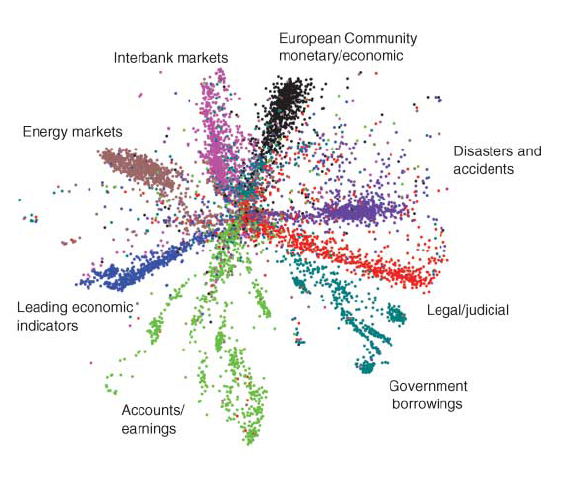 European Community
monetary/economic
Interbank markets
Energy markets
Disasters and
accidents
Leading economic
indicators
Legal/judicial
Government
borrowings
Accounts/
earnings